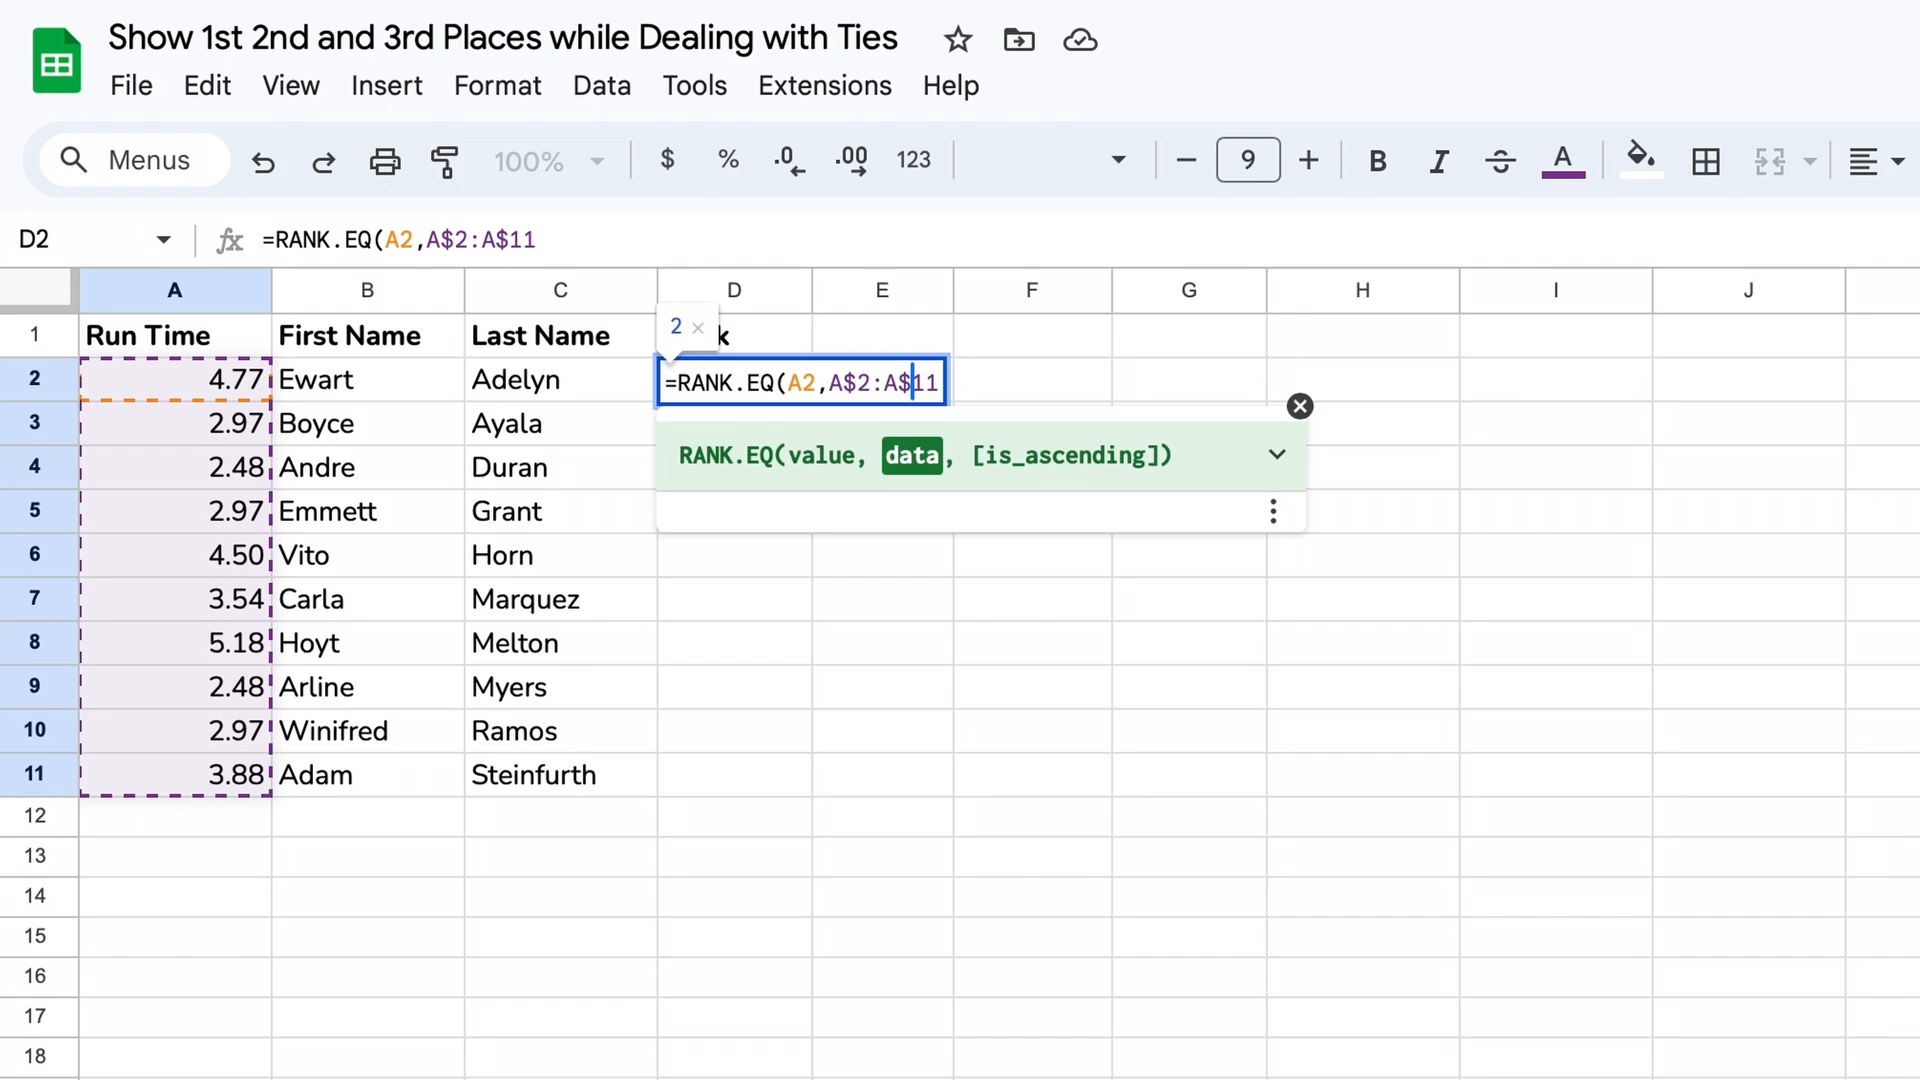 Show 1st 2nd and 3rd Places while Dealing with Ties
File Edit View Insert Format Data Tools Extensions Help
Menus 100% $ % .0 .00 123 9 B I A
D2 fx =RANK.EQ(A2,A$2:A$11
A B C D E F G H I J
2 ×
1 Run Time First Name Last Name k
2 4.77 Ewart Adelyn =RANK.EQ(A2,A$2:A$11
3 2.97 Boyce Ayala
RANK.EQ(value, data, [is_ascending])
4 2.48 Andre Duran
5 2.97 Emmett Grant
6 4.50 Vito Horn
7 3.54 Carla Marquez
8 5.18 Hoyt Melton
9 2.48 Arline Myers
10 2.97 Winifred Ramos
11 3.88 Adam Steinfurth
12
13
14
15
16
17
18